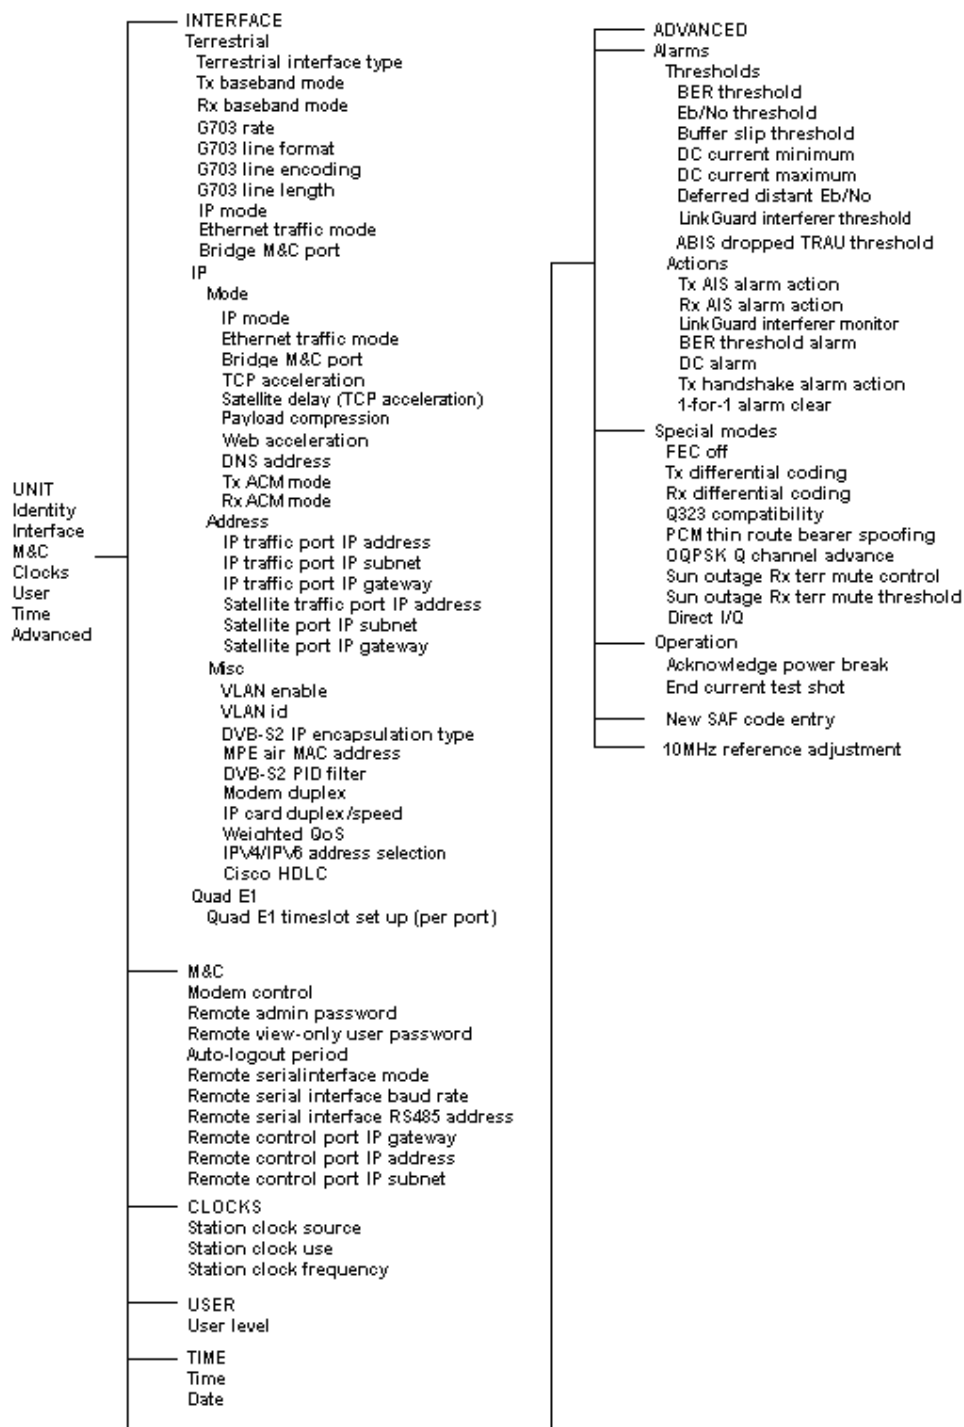 UNIT
Identity
Interface
M&C
Clocks
User
Time
Advanced
INTERFACE
Terrestrial
Terrestrial interface type
Tx baseband mode
Rx baseband mode
G703 rate
G703 line format
G703 line encoding
G703 line length
IP mode
Ethernet traffic mode
Bridge M&C port
IP
Mode
IP mode
Ethernet traffic mode
Bridge M&C port
TCP acceleration
Satellite delay (TCP acceleration)
Payload compression
Web acceleration
DNS address
Tx ACM mode
Rx ACM mode
Address
IP traffic port IP address
IP traffic port IP subnet
IP traffic port IP gateway
Satellite traffic port IP address
Satellite port IP subnet
Satellite port IP gateway
Misc
VLAN enable
VLAN id
DVB-S2 IP encapsulation type
MPE air MAC address
DVB-S2 PID filter
Modem duplex
IP card duplex/speed
Weighted QoS
IPV4/IPV6 address selection
Cisco HDLC
Quad E1
Quad E1 timeslot set up (per port)
M&C
Modem control
Remote admin password
Remote view-only user password
Auto-logout period
Remote serialinterface mode
Remote serial interface baud rate
Remote serial interface RS485 address
Remote control port IP gateway
Remote control port IP address
Remote control port IP subnet
CLOCKS
Station clock source
Station clock use
Station clock frequency
USER
User level
TIME
Time
Date
ADVANCED
Alarms
Thresholds
BER threshold
Eb/No threshold
Buffer slip threshold
DC current minimum
DC current maximum
Deferred distant Eb/No
LinkGuard interferer threshold
ABIS dropped TRAU threshold
Actions
Tx AIS alarm action
Rx AIS alarm action
LinkGuard interferer monitor
BER threshold alarm
DC alarm
Tx handshake alarm action
1-for-1 alarm clear
Special modes
FEC off
Tx differential coding
Rx differential coding
Q323 compatibility
PCM thin route bearer spoofing
OQPSK Q channel advance
Sun outage Rx terr mute control
Sun outage Rx terr mute threshold
Direct I/Q
Operation
Acknowledge power break
End current test shot
New SAF code entry
10MHz reference adjustment